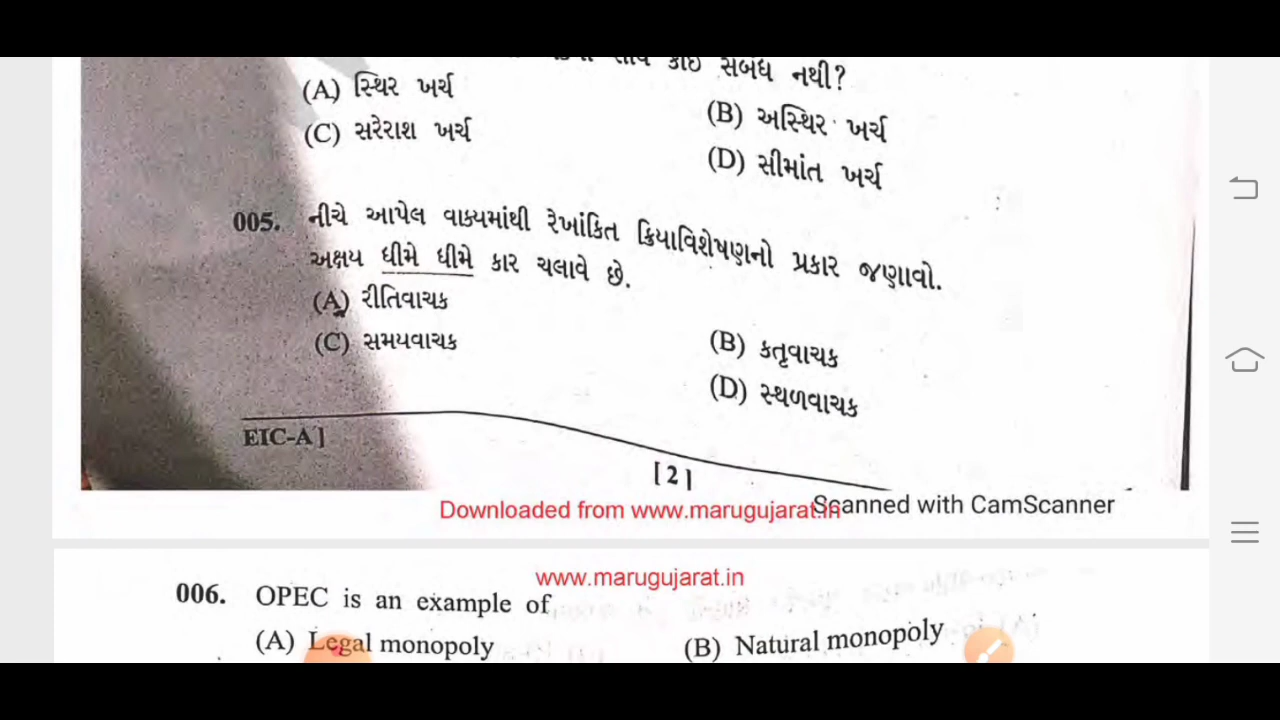 કોઈ સંબંધ નથી?
(A) સ્થિર ખર્ચ
(B) અસ્થિર ખર્ચ
(C) સરેરાશ ખર્ચ
(D) સીમાંત ખર્ચ
005. નીચે આપેલ વાક્યમાંથી રેખાંકિત ક્રિયાવિશેષણનો પ્રકાર જણાવો.
અક્ષય ધીમે ધીમે કાર ચલાવે છે.
(A) રીતિવાચક
(B) કતૃવાચક
(C) સમયવાચક
(D) સ્થળવાચક
EIC-A]
[2]
Downloaded from www.marugujarat.in
Scanned with CamScanner
www.marugujarat.in
006. OPEC is an example of
(A) Legal monopoly
(B) Natural monopoly